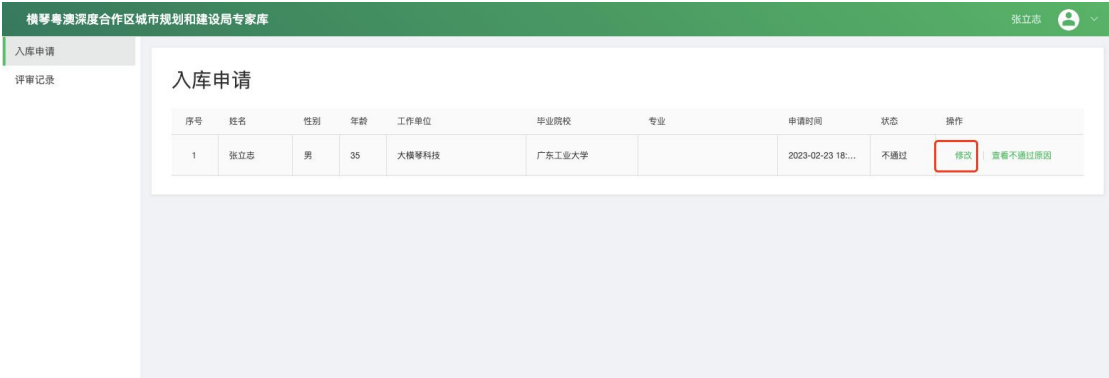 横琴粤澳深度合作区城市规划和建设局专家库 张立志
入库申请
评审记录
入库申请
序号 姓名 性别 年龄 工作单位 毕业院校 专业 申请时间 状态 操作
1 张立志 男 35 大横琴科技 广东工业大学 2023-02-23 18:... 不通过 修改 查看不通过原因